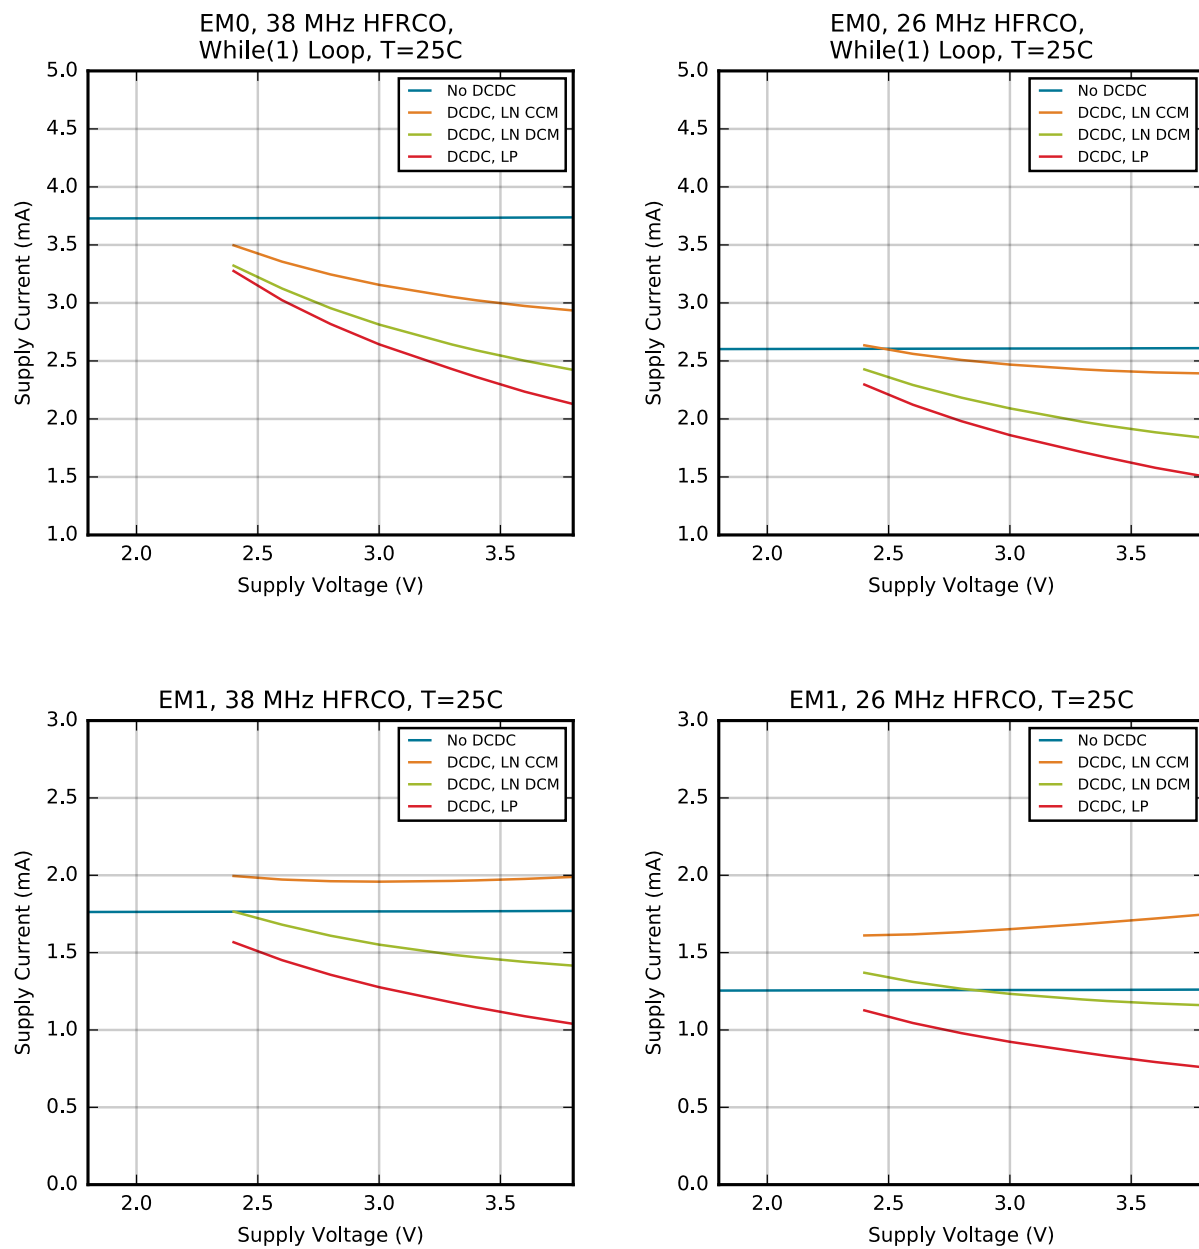 EM0, 38 MHz HFRCO,
While(1) Loop, T=25C
5.0
4.5
4.0
3.5
3.0
2.5
2.0
1.5
1.0
Supply Current (mA)
No DCDC
DCDC, LN CCM
DCDC, LN DCM
DCDC, LP
2.0 2.5 3.0 3.5
Supply Voltage (V)
EM0, 26 MHz HFRCO,
While(1) Loop, T=25C
5.0
4.5
4.0
3.5
3.0
2.5
2.0
1.5
1.0
Supply Current (mA)
No DCDC
DCDC, LN CCM
DCDC, LN DCM
DCDC, LP
2.0 2.5 3.0 3.5
Supply Voltage (V)
EM1, 38 MHz HFRCO, T=25C
3.0
2.5
2.0
1.5
1.0
0.5
0.0
Supply Current (mA)
No DCDC
DCDC, LN CCM
DCDC, LN DCM
DCDC, LP
2.0 2.5 3.0 3.5
Supply Voltage (V)
EM1, 26 MHz HFRCO, T=25C
3.0
2.5
2.0
1.5
1.0
0.5
0.0
Supply Current (mA)
No DCDC
DCDC, LN CCM
DCDC, LN DCM
DCDC, LP
2.0 2.5 3.0 3.5
Supply Voltage (V)